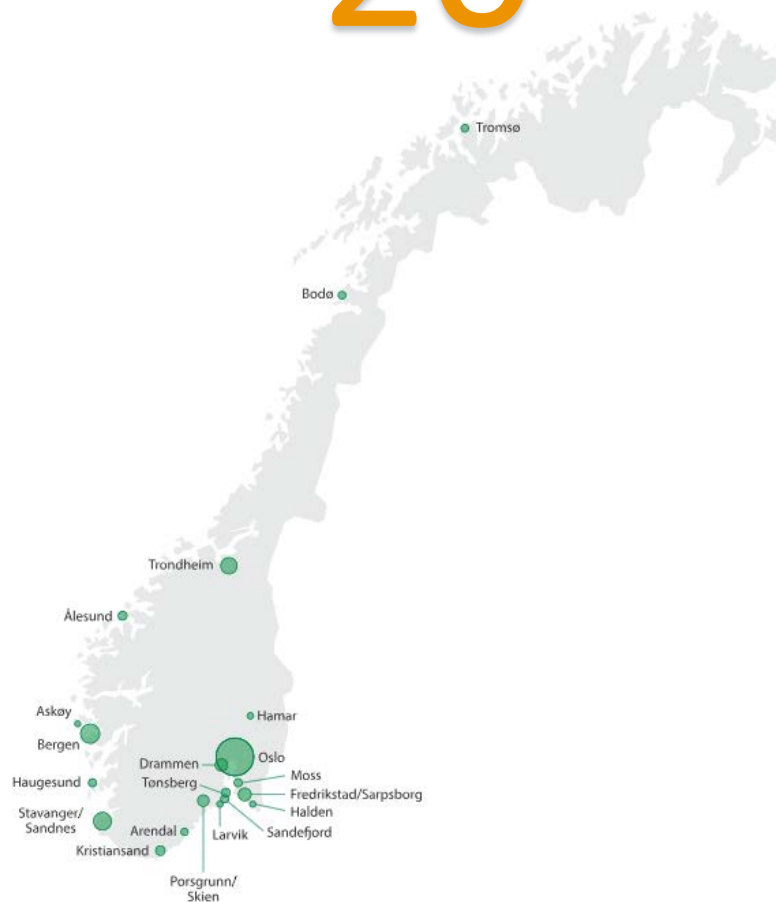 Tromsø
Bodø
Trondheim
Ålesund
Askøy
Bergen
Hamar
Oslo
Drammen
Moss
Tønsberg
Haugesund
Fredrikstad/Sarpsborg
Halden
Stavanger/
Sandnes
Arendal
Larvik
Sandefjord
Kristiansand
Porsgrunn/
Skien